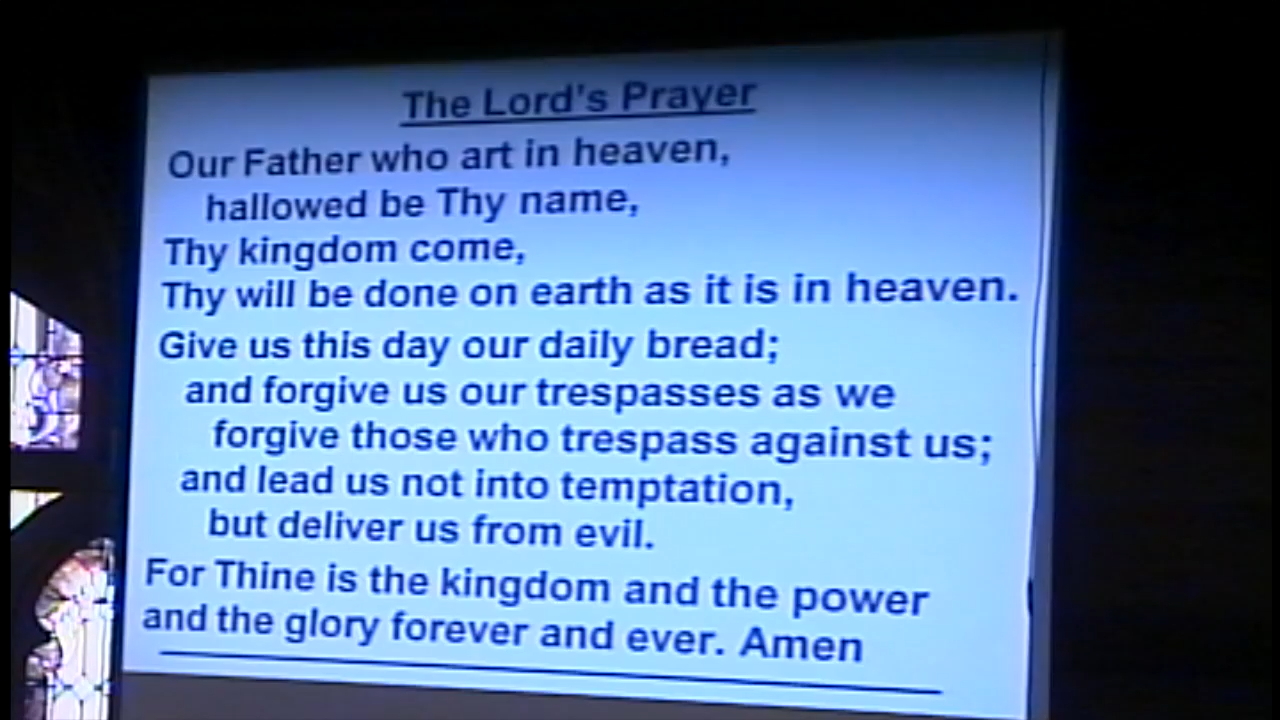 The Lord's Prayer
Our Father who art in heaven,
hallowed be Thy name,
Thy kingdom come,
Thy will be done on earth as it is in heaven.
Give us this day our daily bread;
and forgive us our trespasses as we
forgive those who trespass against us;
and lead us not into temptation,
but deliver us from evil.
For Thine is the kingdom and the power
and the glory forever and ever. Amen